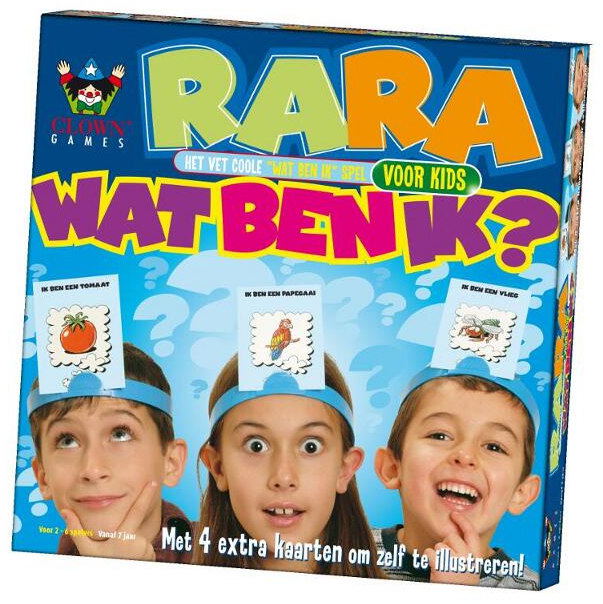 CLOWN
GAMES
RARA
HET VET COOLE "WAT BEN IK" SPEL
VOOR KIDS
WAT BEN IK?
IK BEN EEN TOMAAT
IK BEN EEN PAPEGAAI
IK BEN EEN VLIEG
Voor 2 - 6 spelers Vanaf 7 jaar
Met 4 extra kaarten om zelf te illustreren!